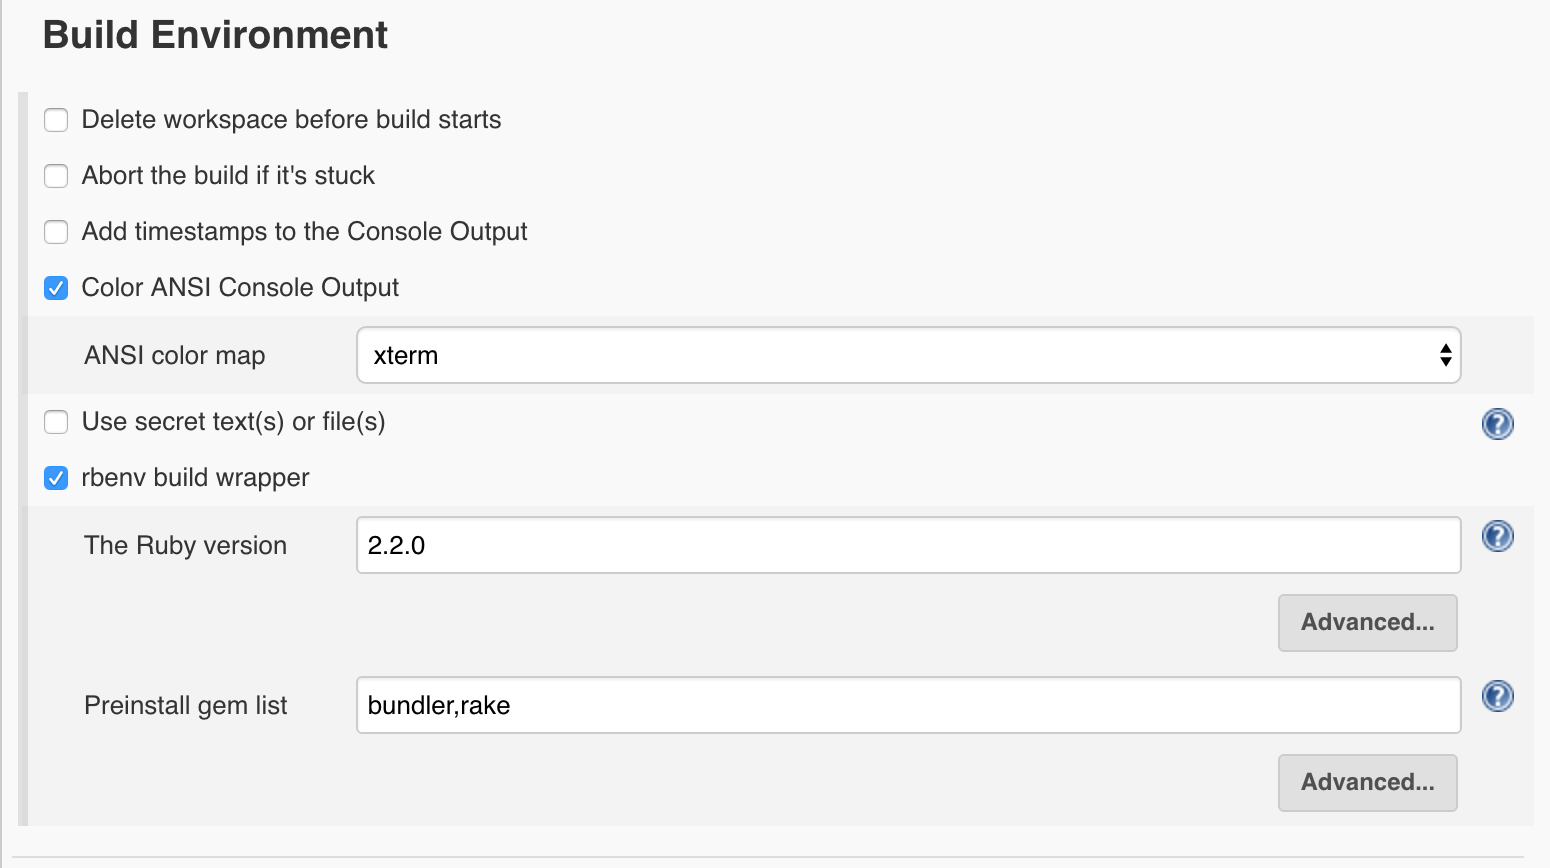 Build Environment
Delete workspace before build starts
Abort the build if it's stuck
Add timestamps to the Console Output
Color ANSI Console Output
ANSI color map xterm
Use secret text(s) or file(s) ?
rbenv build wrapper
The Ruby version 2.2.0 ?
Advanced...
Preinstall gem list bundler,rake ?
Advanced...